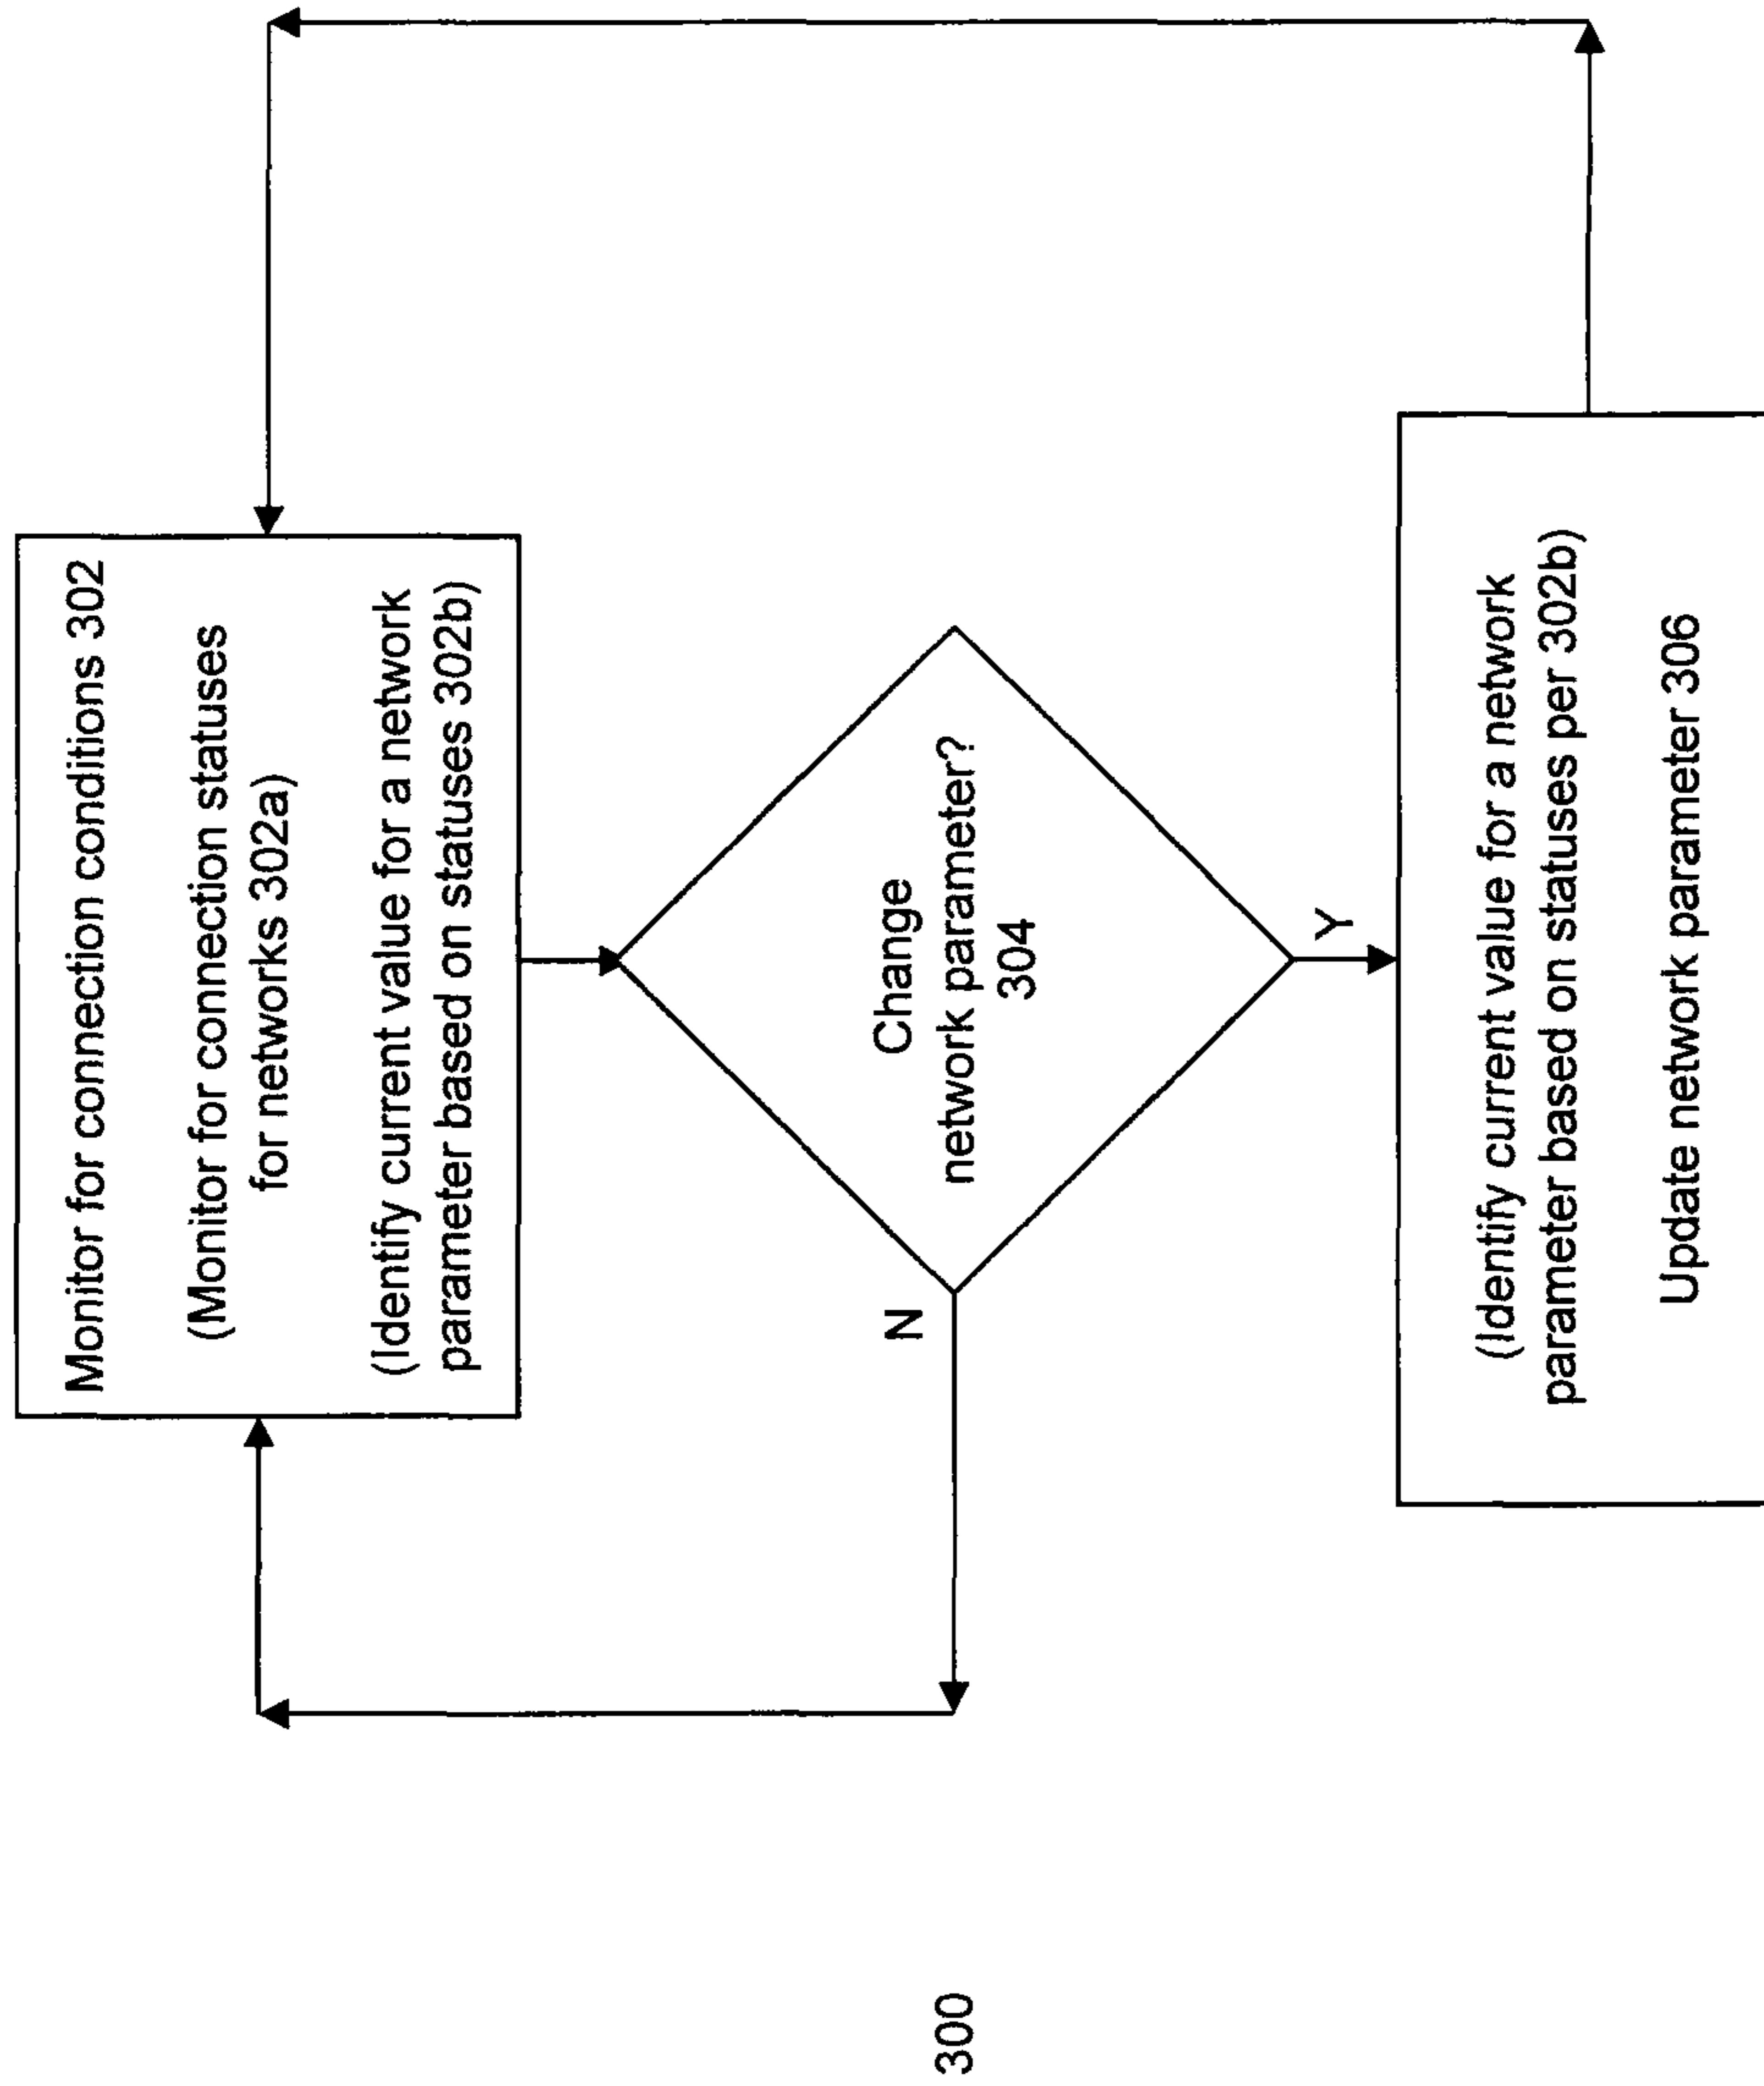 300
Monitor for connection conditions 302
(Monitor for connection statuses
for networks 302a)
(Identify current value for a network
parameter based on statuses 302b)
Change
network parameter?
304
N
Y
(Identify current value for a network
parameter based on statuses per 302b)
Update network parameter 306